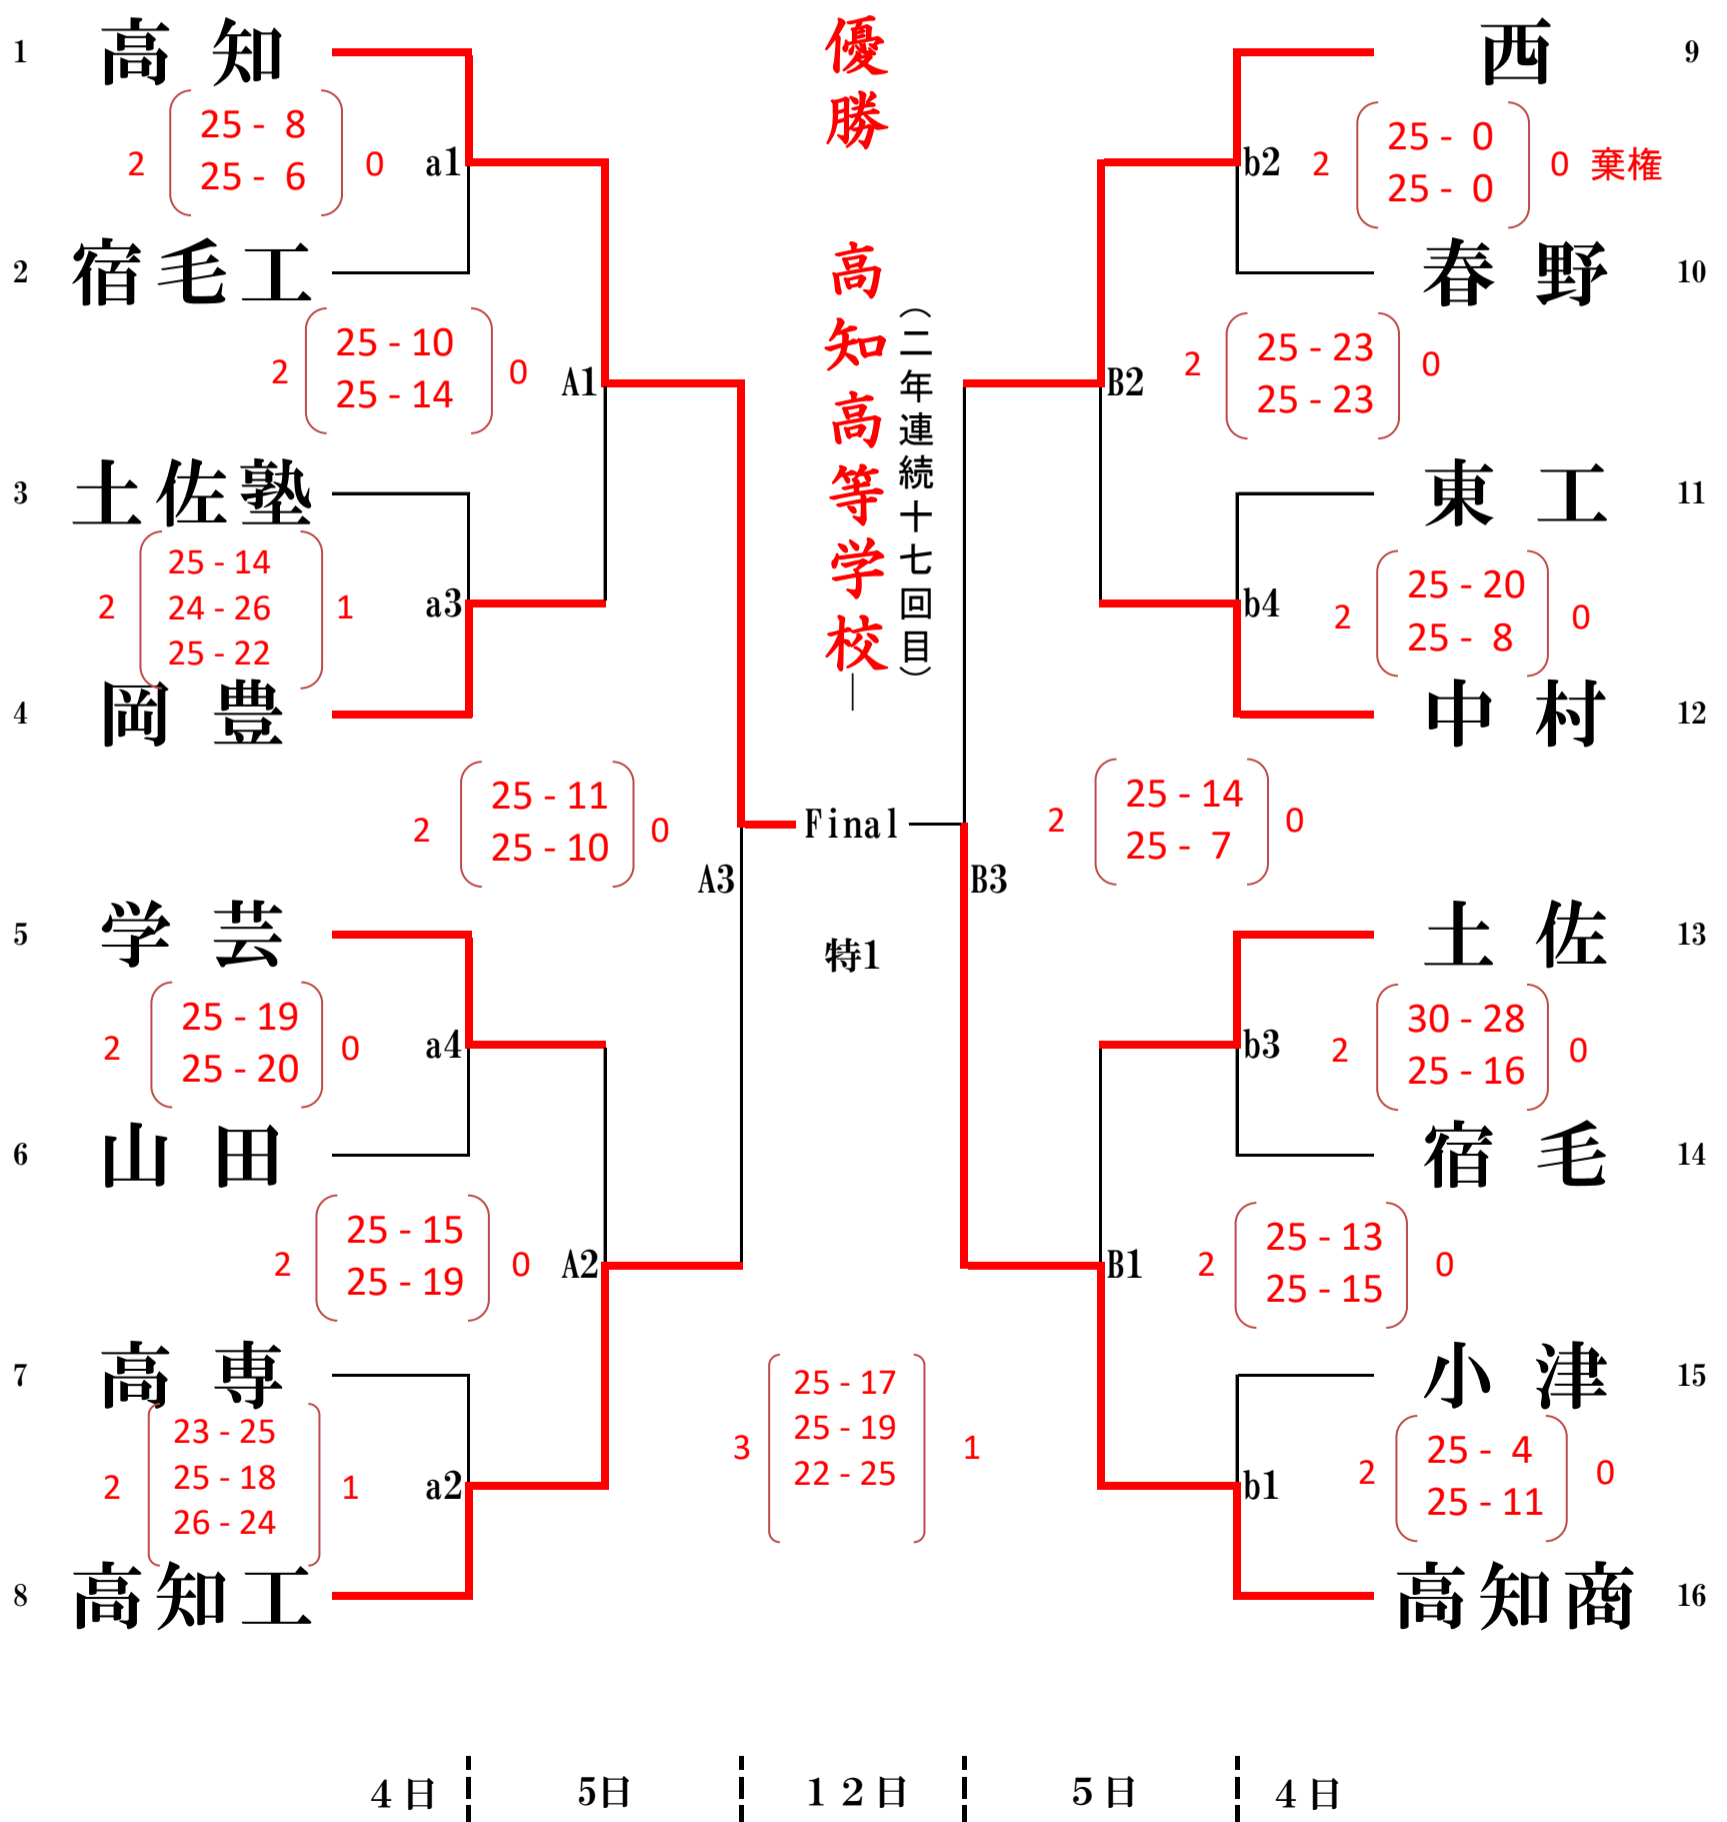 1 高知
25 - 8
2 25 - 6 0 a1
2 宿毛工
25 - 10
2 25 - 14 0 A1
3 土佐塾
25 - 14
2 24 - 26 1 a3
25 - 22
4 岡豊
25 - 11
2 25 - 10 0
A3
5 学芸
25 - 19
2 25 - 20 0 a4
6 山田
25 - 15
2 25 - 19 0 A2
7 高専
23 - 25
2 25 - 18 1 a2
26 - 24
8 高知工
優勝
高知高等学校
(二年連続十七回目)
Final
特1
25 - 17
25 - 19
3 22 - 25 1
西 9
25 - 0
b2 2 25 - 0 0 棄権
春野 10
25 - 23
B2 2 25 - 23 0
東工 11
25 - 20
b4 2 25 - 8 0
中村 12
25 - 14
2 25 - 7 0
B3
土佐 13
30 - 28
b3 2 25 - 16 0
宿毛 14
25 - 13
B1 2 25 - 15 0
小津 15
25 - 4
b1 2 25 - 11 0
高知商 16
4日 5日 12日 5日 4日